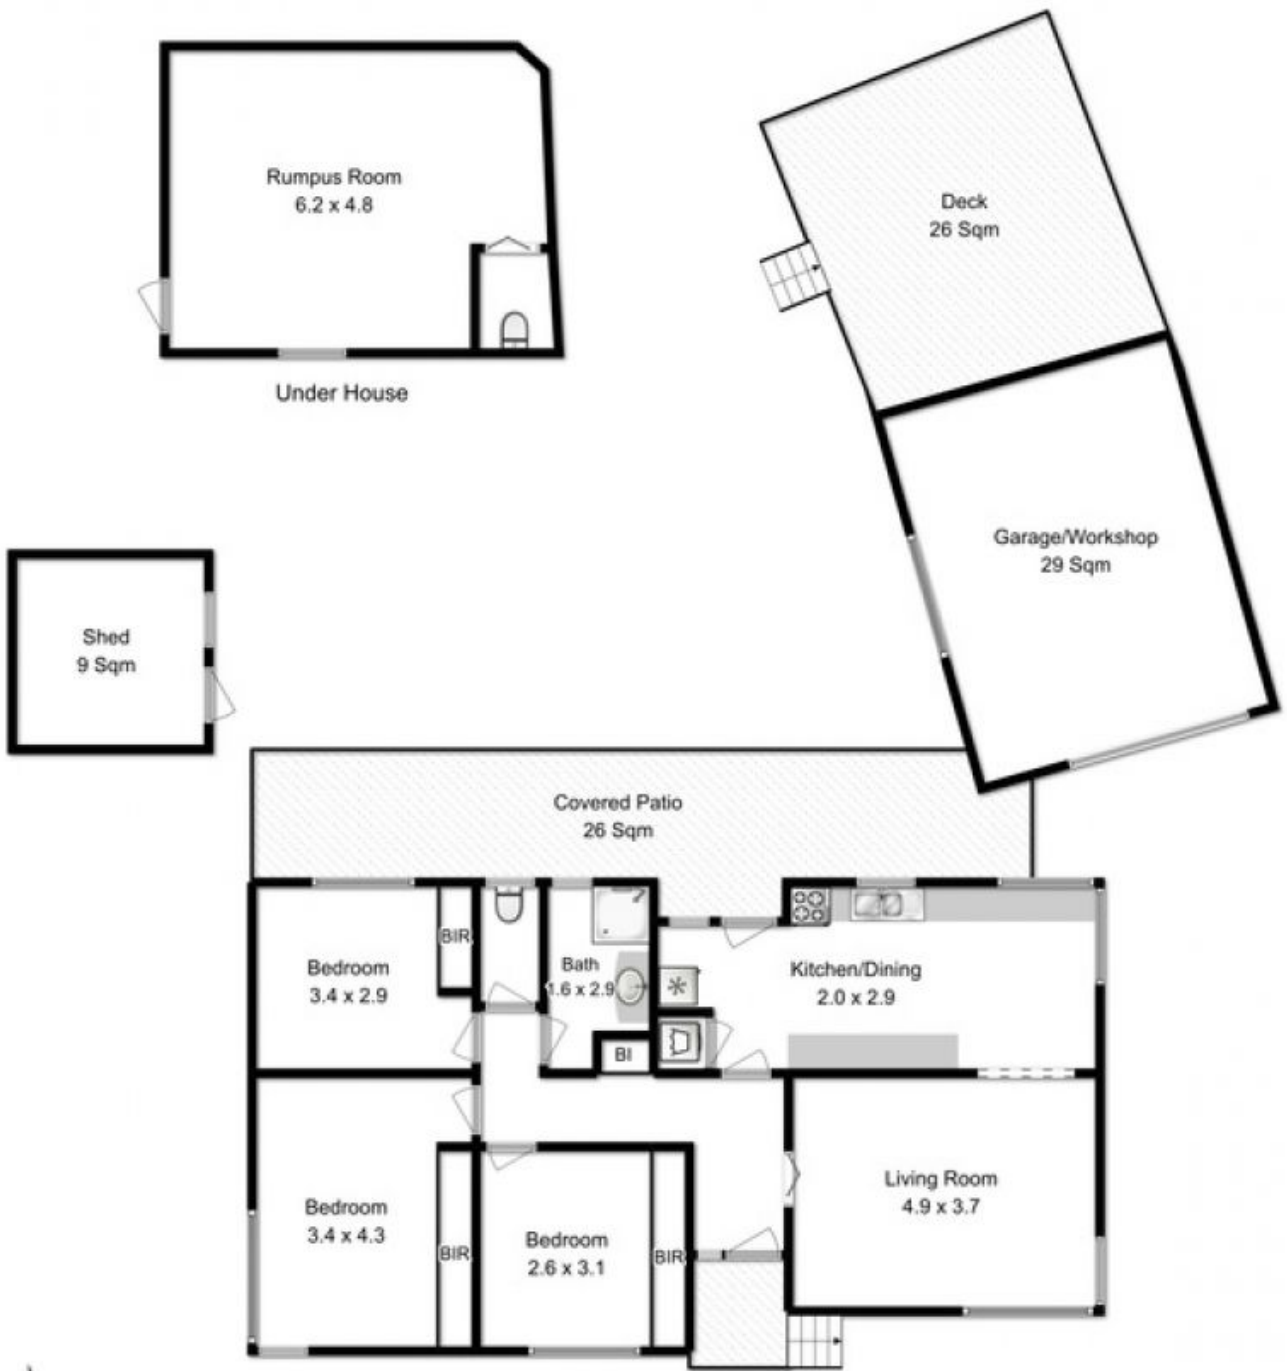 Rumpus Room
6.2 x 4.8
Under House
Deck
26 Sqm
Garage/Workshop
29 Sqm
Shed
9 Sqm
Covered Patio
26 Sqm
BIR
Bedroom
3.4 x 2.9
Bath
1.6 x 2.9
BI
Kitchen/Dining
2.0 x 2.9
Bedroom
3.4 x 4.3
BIR
Bedroom
2.6 x 3.1
BIR
Living Room
4.9 x 3.7